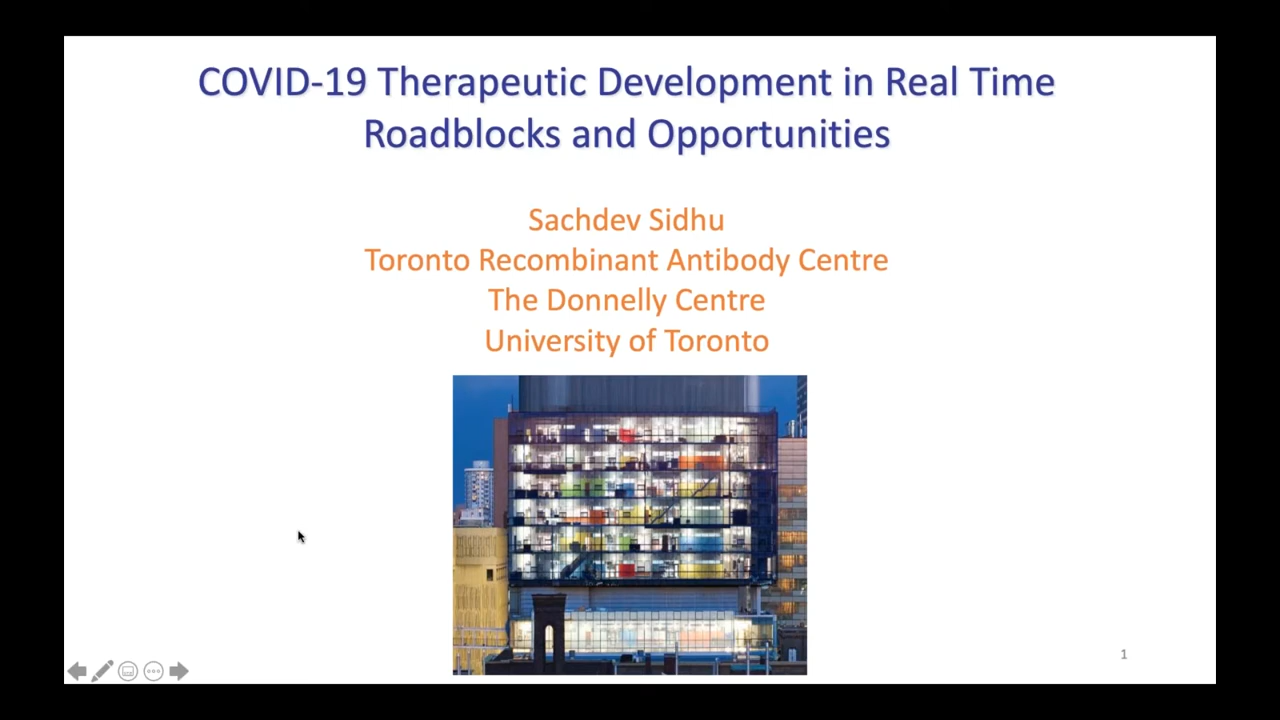 COVID-19 Therapeutic Development in Real Time
Roadblocks and Opportunities
Sachdev Sidhu
Toronto Recombinant Antibody Centre
The Donnelly Centre
University of Toronto
1